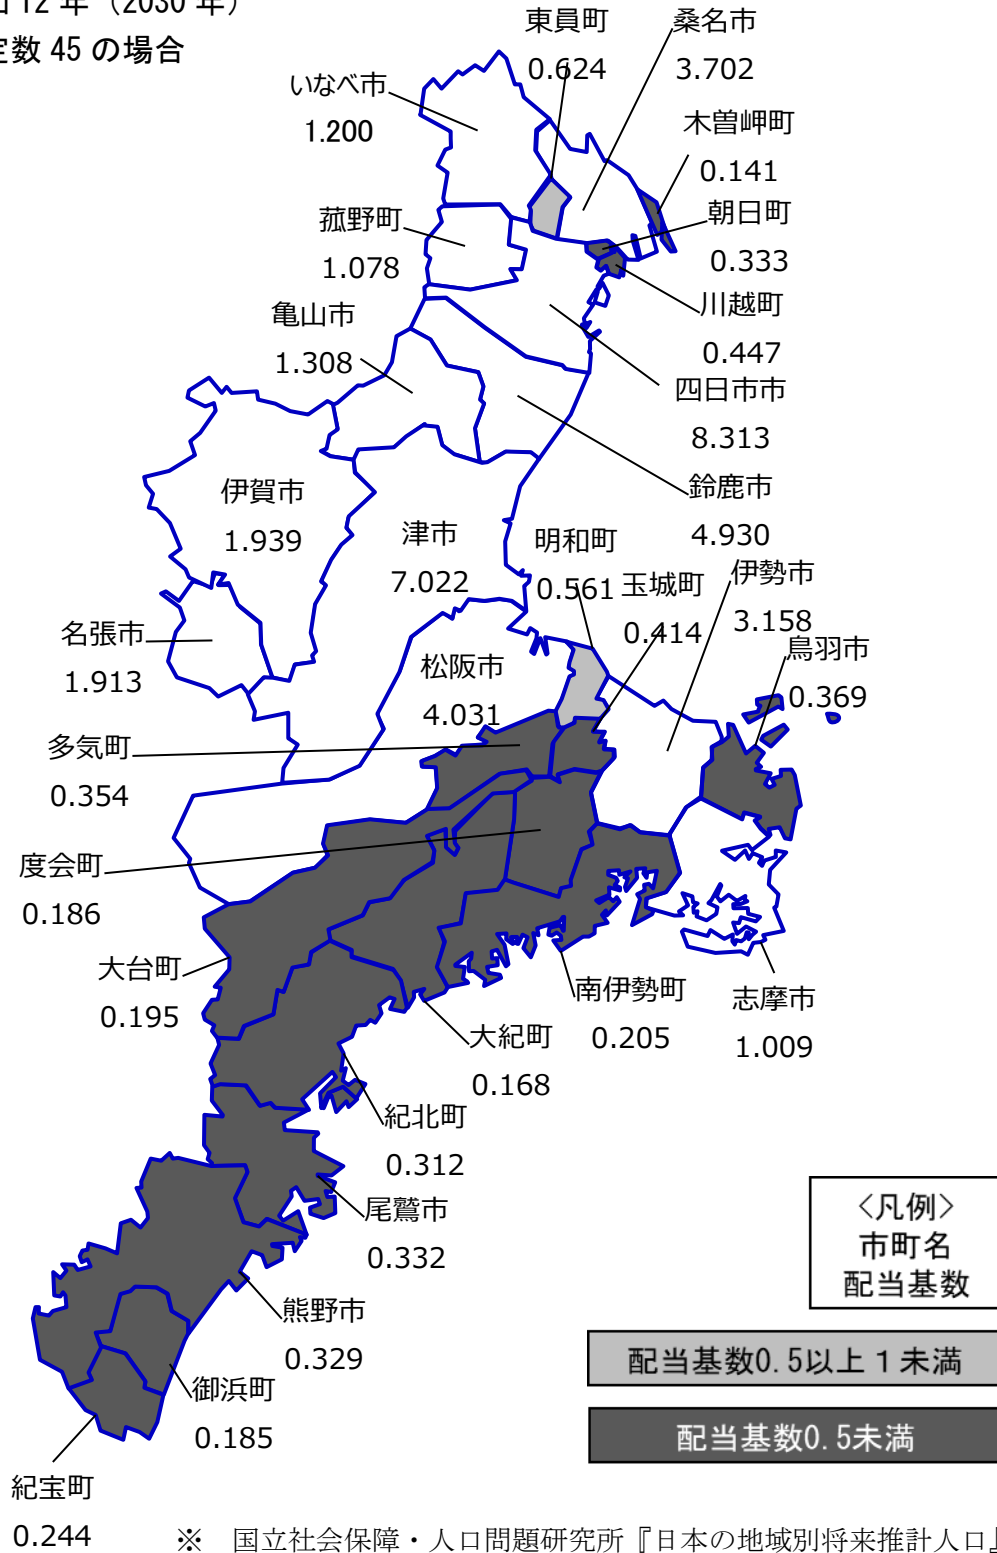 12年（2030年）
定数 45 の場合
東員町
0.624
桑名市
3.702
いなべ市
1.200
木曽岬町
0.141
菰野町
1.078
朝日町
0.333
亀山市
1.308
川越町
0.447
四日市市
8.313
伊賀市
1.939
鈴鹿市
4.930
津市
7.022
明和町
0.561
玉城町
0.414
伊勢市
3.158
名張市
1.913
松阪市
4.031
鳥羽市
0.369
多気町
0.354
度会町
0.186
大台町
0.195
南伊勢町
0.205
志摩市
1.009
大紀町
0.168
紀北町
0.312
尾鷲市
0.332
熊野市
0.329
御浜町
0.185
紀宝町
0.244
＜凡例＞
市町名
配当基数
配当基数0.5以上１未満
配当基数0.5未満
※　国立社会保障・人口問題研究所『日本の地域別将来推計人口』